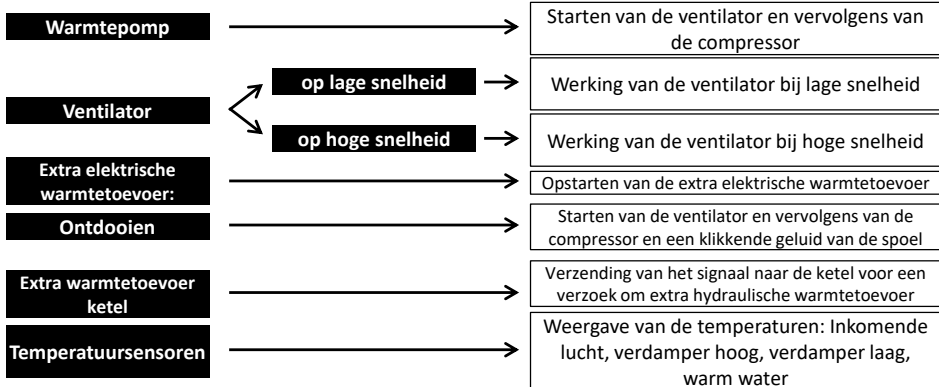 Warmtepomp
Starten van de ventilator en vervolgens van
de compressor
Ventilator
op lage snelheid
Werking van de ventilator bij lage snelheid
op hoge snelheid
Werking van de ventilator bij hoge snelheid
Extra elektrische
warmtetoevoer:
Opstarten van de extra elektrische warmtetoevoer
Ontdooien
Starten van de ventilator en vervolgens van de
compressor en een klikkende geluid van de spoel
Extra warmtetoevoer
ketel
Verzending van het signaal naar de ketel voor een
verzoek om extra hydraulische warmtetoevoer
Temperatuursensoren
Weergave van de temperaturen: Inkomende
lucht, verdamper hoog, verdamper laag,
warm water